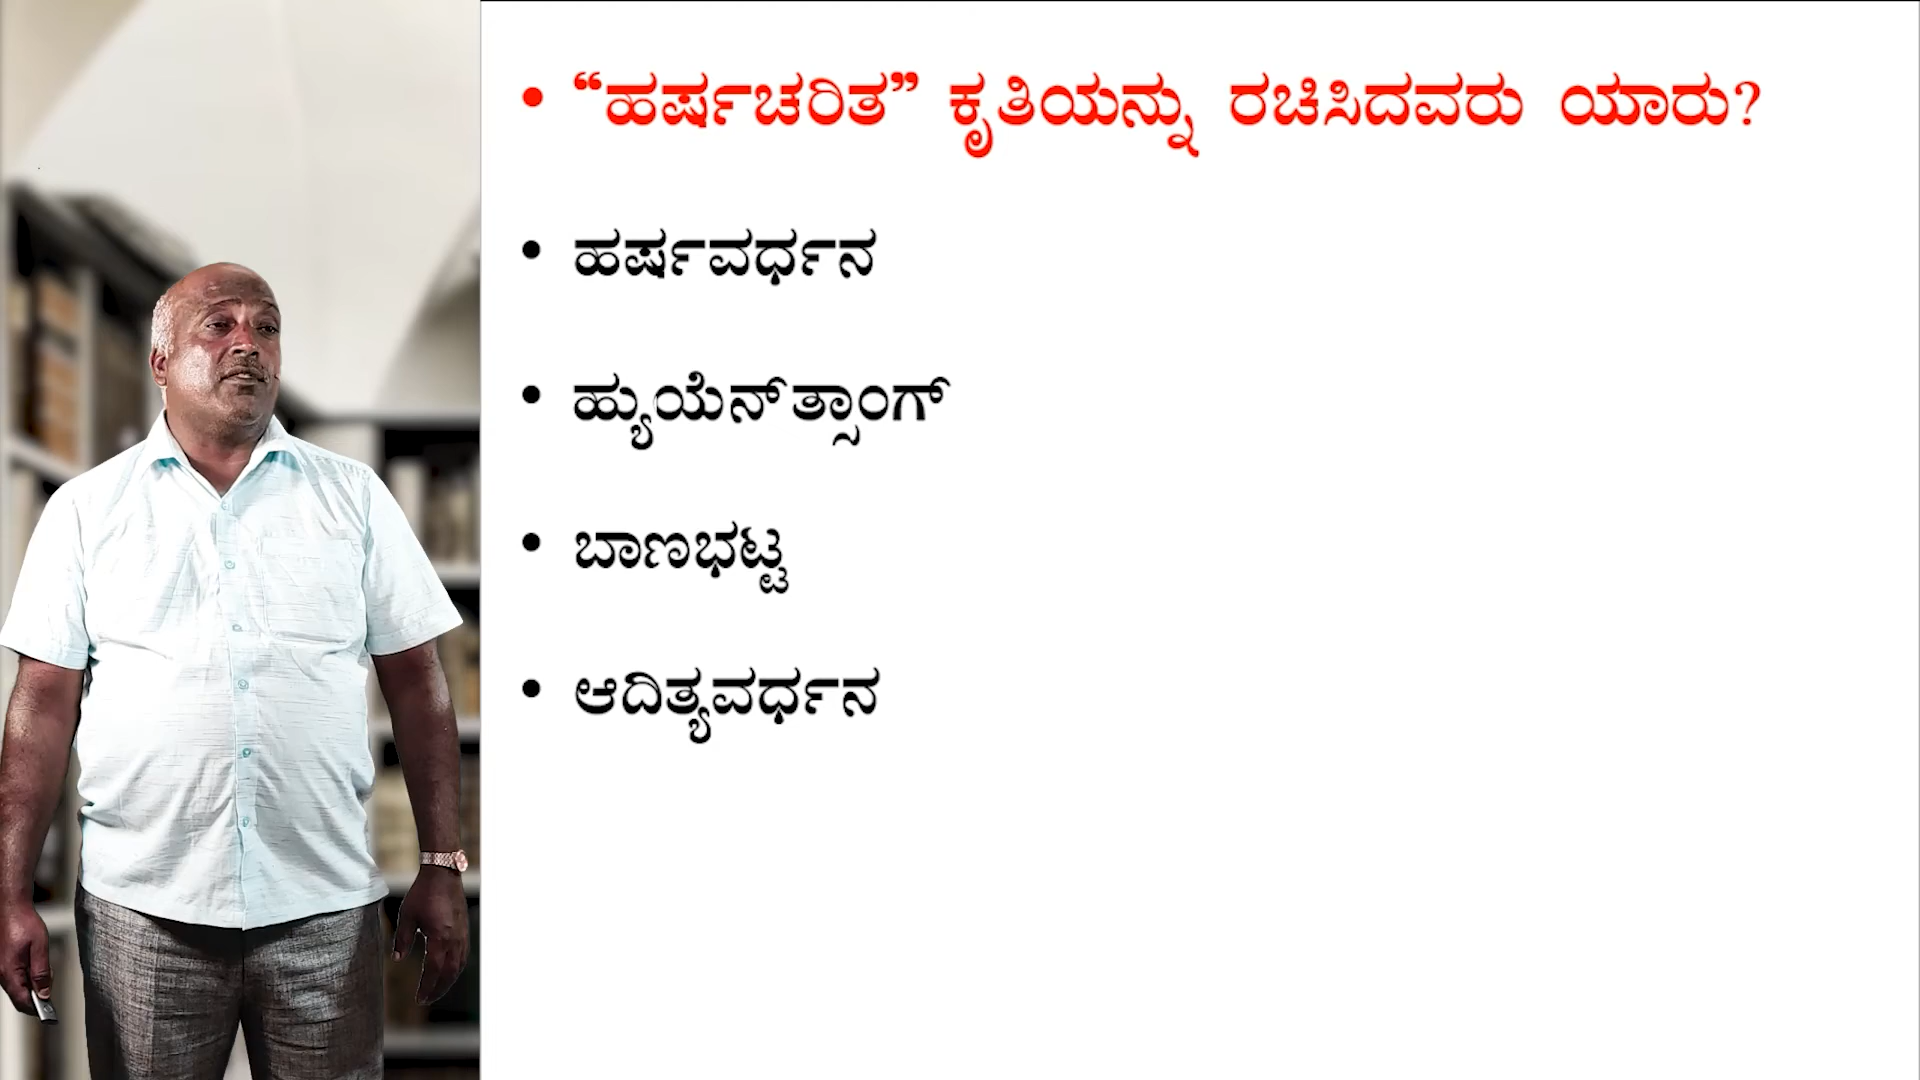 • “ಹರ್ಷಚರಿತ” ಕೃತಿಯನ್ನು ರಚಿಸಿದವರು ಯಾರು?
• ಹರ್ಷವರ್ಧನ
• ಹ್ಯುಯೆನ್‌ತ್ಸಾಂಗ್
• ಬಾಣಭಟ್ಟ
• ಆದಿತ್ಯವರ್ಧನ